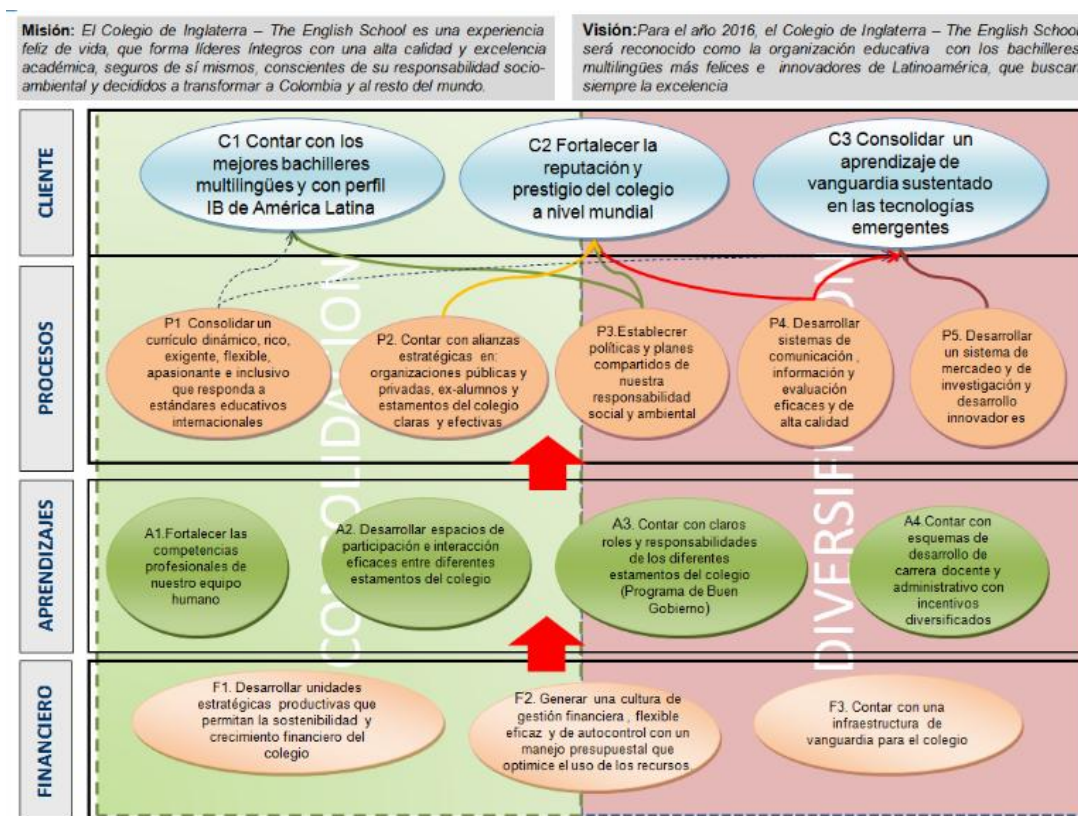 Misión: El Colegio de Inglaterra – The English School es una experiencia
feliz de vida, que forma líderes íntegros con una alta calidad y excelencia
académica, seguros de sí mismos, conscientes de su responsabilidad socio-
ambiental y decididos a transformar a Colombia y al resto del mundo.
Visión:Para el año 2016, el Colegio de Inglaterra – The English School
será reconocido como la organización educativa con los bachilleres
multilingües más felices e innovadores de Latinoamérica, que buscan
siempre la excelencia
CLIENTE
C1 Contar con los
mejores bachilleres
multilingües y con perfil
IB de América Latina
C2 Fortalecer la
reputación y
prestigio del colegio
a nivel mundial
C3 Consolidar un
aprendizaje de
vanguardia sustentado
en las tecnologías
emergentes
PROCESOS
P1 Consolidar un
currículo dinámico, rico,
exigente, flexible,
apasionante e inclusivo
que responda a
estándares educativos
internacionales
P2. Contar con alianzas
estratégicas en:
organizaciones públicas y
privadas, ex-alumnos y
estamentos del colegio
claras y efectivas
P3.Establecrer
políticas y planes
compartidos de
nuestra
responsabilidad
social y ambiental
P4. Desarrollar
sistemas de
comunicación ,
información y
evaluación
eficaces y de
alta calidad
P5. Desarrollar
un sistema de
mercadeo y de
investigación y
desarrollo
innovador es
APRENDIZAJES
A1.Fortalecer las
competencias
profesionales de
nuestro equipo
humano
A2. Desarrollar espacios de
participación e interacción
eficaces entre diferentes
estamentos del colegio
A3. Contar con claros
roles y responsabilidades
de los diferentes
estamentos del colegio
(Programa de Buen
Gobierno)
A4.Contar con
esquemas de
desarrollo de
carrera docente y
administrativo con
incentivos
diversificados
FINANCIERO
F1. Desarrollar unidades
estratégicas productivas que
permitan la sostenibilidad y
crecimiento financiero del
colegio
F2. Generar una cultura de
gestión financiera , flexible
eficaz y de autocontrol con un
manejo presupuestal que
optimice el uso de los recursos
F3. Contar con una
infraestructura de
vanguardia para el colegio